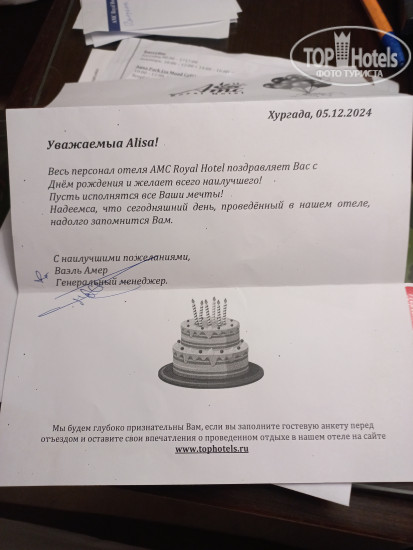 TOP Hotels
ФОТО ТУРИСТА
Хургада, 05.12.2024
Уважаемыа Alisa!
Весь персонал отеля AMC Royal Hotel поздравляет Вас с
Днём рождения и желает всего наилучшего!
Пусть исполнятся все Ваши мечты!
Надеемся, что сегодняшний день, проведённый в нашем отеле,
надолго запомнится Вам.
С наилучшими пожеланиями,
Ваэль Амер
Генеральный менеджер.
Мы будем глубоко признательны Вам, если вы заполните гостевую анкету перед
отъездом и оставите свои впечатления о проведенном отдыхе в нашем отеле на сайте
www.tophotels.ru